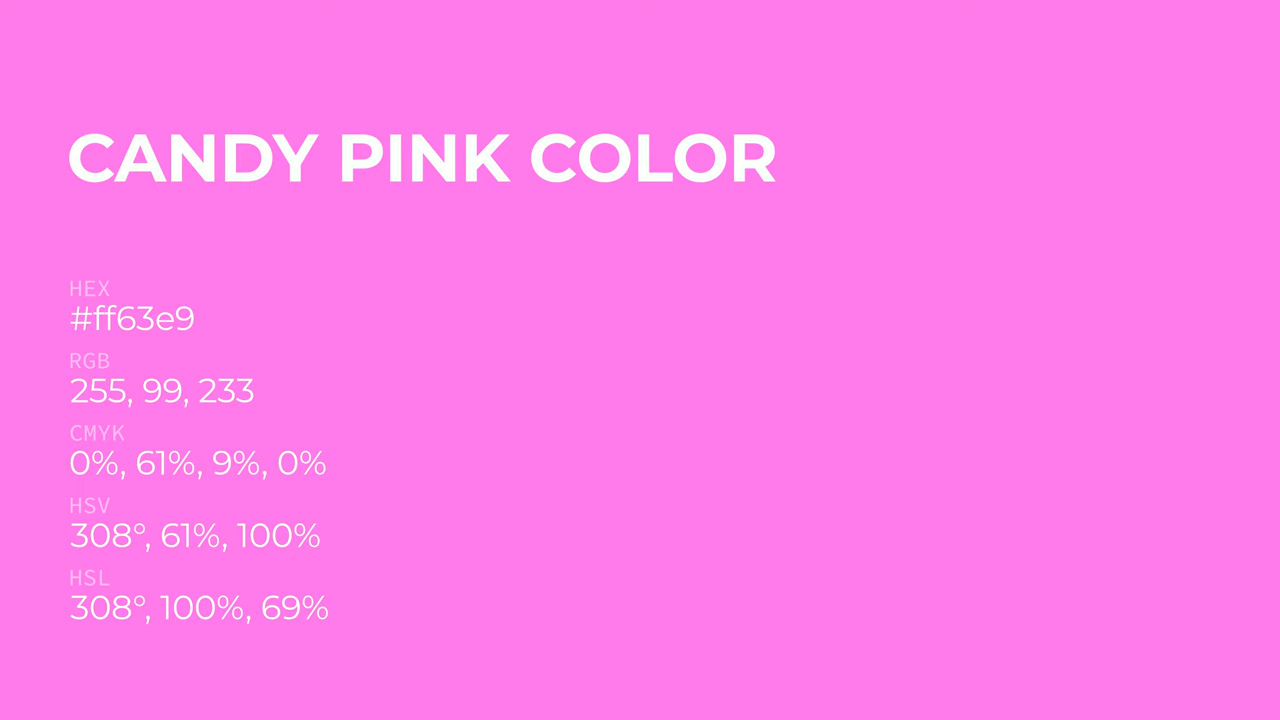 CANDY PINK COLOR
HEX
#ff63e9
RGB
255, 99, 233
CMYK
0%, 61%, 9%, 0%
HSV
308°, 61%, 100%
HSL
308°, 100%, 69%